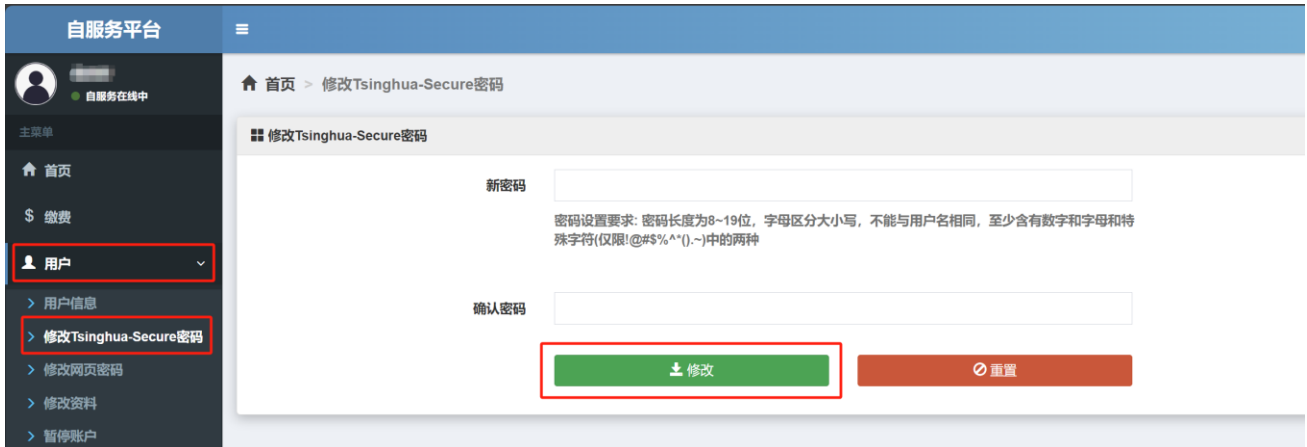 自服务平台
自服务在线中
主菜单
首页
$ 缴费
用户
> 用户信息
> 修改Tsinghua-Secure密码
> 修改网页密码
> 修改资料
> 暂停账户
首页 > 修改Tsinghua-Secure密码
修改Tsinghua-Secure密码
新密码
密码设置要求: 密码长度为8~19位，字母区分大小写，不能与用户名相同，至少含有数字和字母和特
殊字符(仅限!@#$%^*().~)中的两种
确认密码
修改
重置